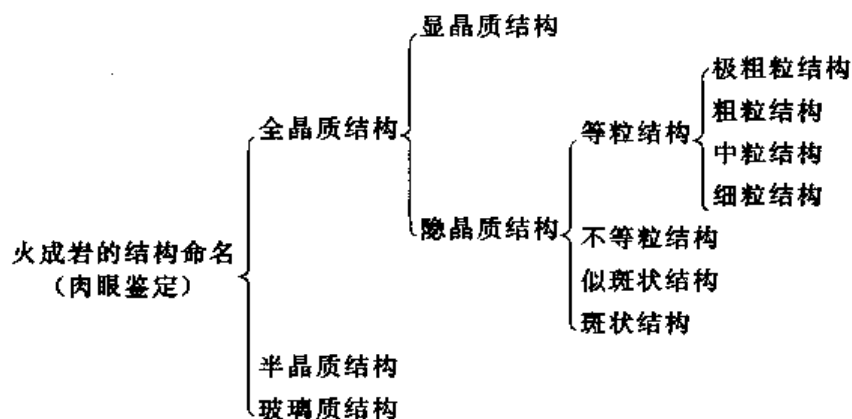 显晶质结构
极粗粒结构
粗粒结构
全晶质结构
等粒结构
中粒结构
细粒结构
隐晶质结构
不等粒结构
火成岩的结构命名
(肉眼鉴定)
似斑状结构
斑状结构
半晶质结构
玻璃质结构